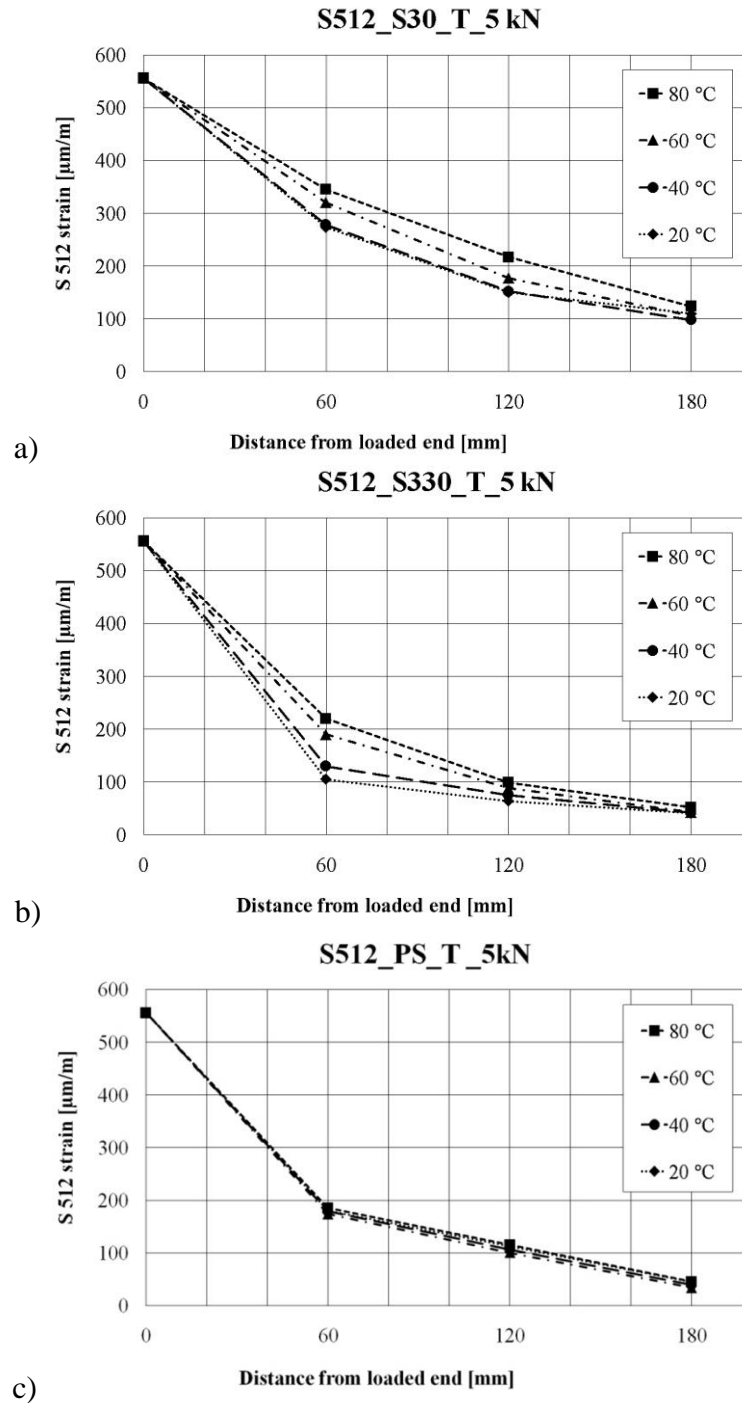 S512_S30_T_5 kN
600
500
400
300
200
100
0
S 512 strain [µm/m]
80 °C
60 °C
40 °C
20 °C
0 60 120 180
Distance from loaded end [mm]
a)
S512_S330_T_5 kN
600
500
400
300
200
100
0
S 512 strain [µm/m]
80 °C
60 °C
40 °C
20 °C
0 60 120 180
Distance from loaded end [mm]
b)
S512_PS_T _5kN
600
500
400
300
200
100
0
S 512 strain [µm/m]
80 °C
60 °C
40 °C
20 °C
0 60 120 180
Distance from loaded end [mm]
c)